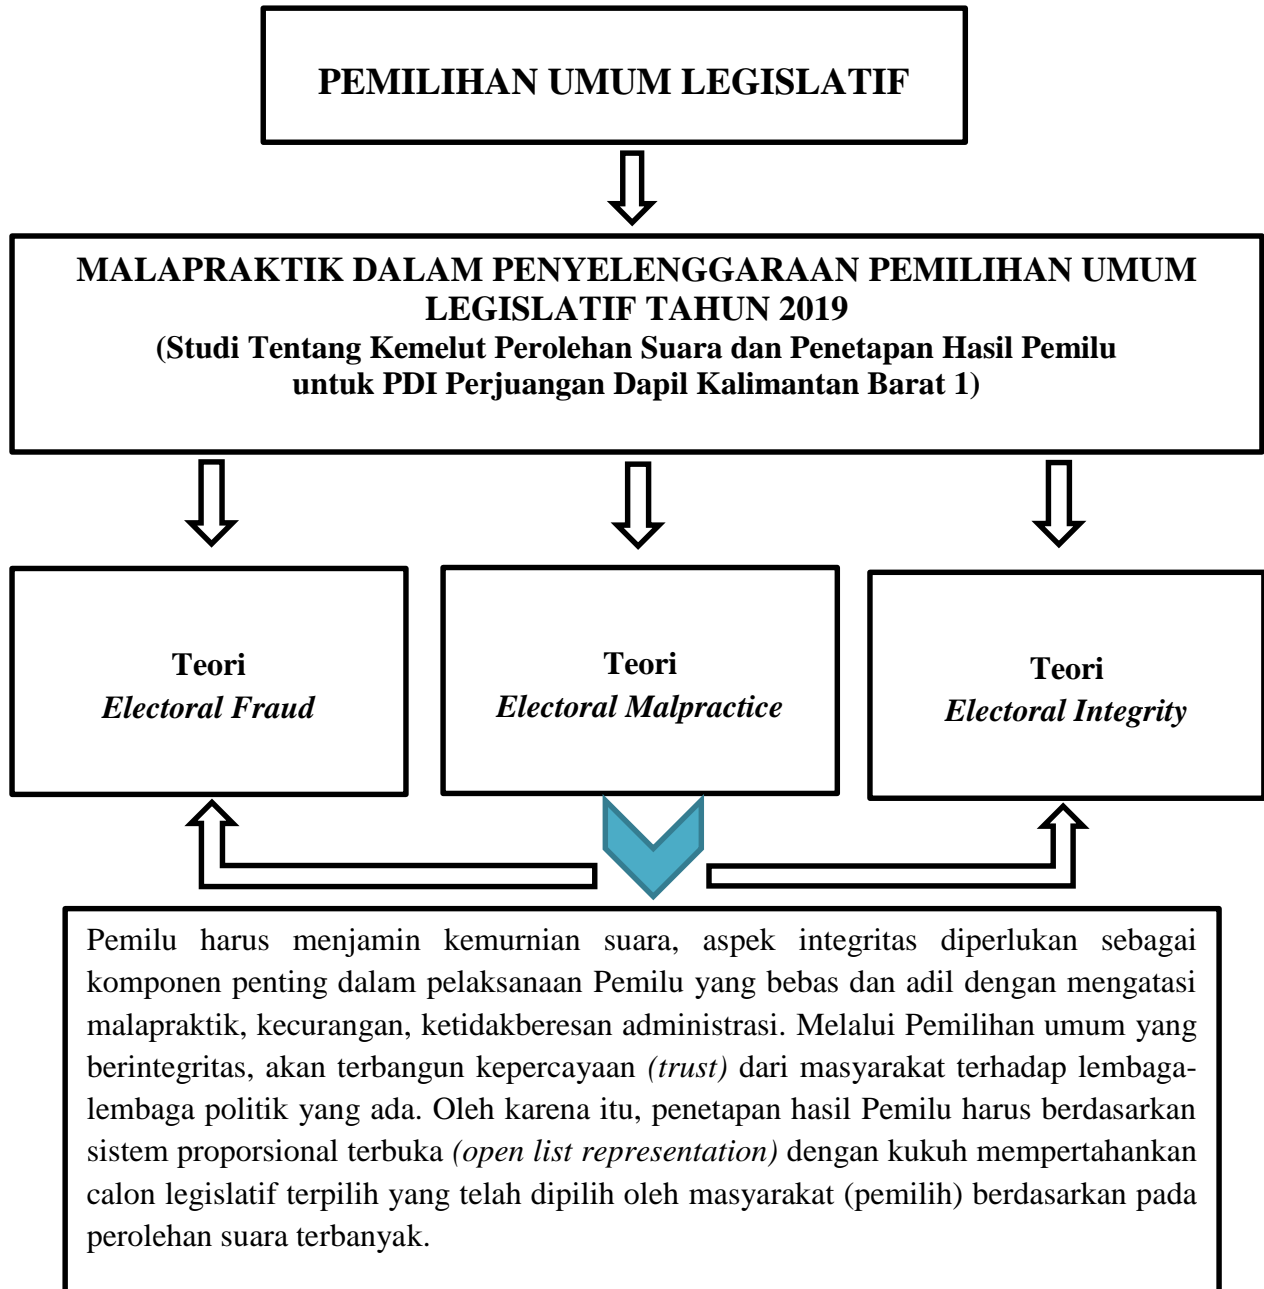 PEMILIHAN UMUM LEGISLATIF
MALAPRAKTIK DALAM PENYELENGGARAAN PEMILIHAN UMUM
LEGISLATIF TAHUN 2019
(Studi Tentang Kemelut Perolehan Suara dan Penetapan Hasil Pemilu
untuk PDI Perjuangan Dapil Kalimantan Barat 1)
Teori
Electoral Fraud
Teori
Electoral Malpractice
Teori
Electoral Integrity
Pemilu harus menjamin kemurnian suara, aspek integritas diperlukan sebagai
komponen penting dalam pelaksanaan Pemilu yang bebas dan adil dengan mengatasi
malapraktik, kecurangan, ketidakberesan administrasi. Melalui Pemilihan umum yang
berintegritas, akan terbangun kepercayaan (trust) dari masyarakat terhadap lembaga-
lembaga politik yang ada. Oleh karena itu, penetapan hasil Pemilu harus berdasarkan
sistem proporsional terbuka (open list representation) dengan kukuh mempertahankan
calon legislatif terpilih yang telah dipilih oleh masyarakat (pemilih) berdasarkan pada
perolehan suara terbanyak.